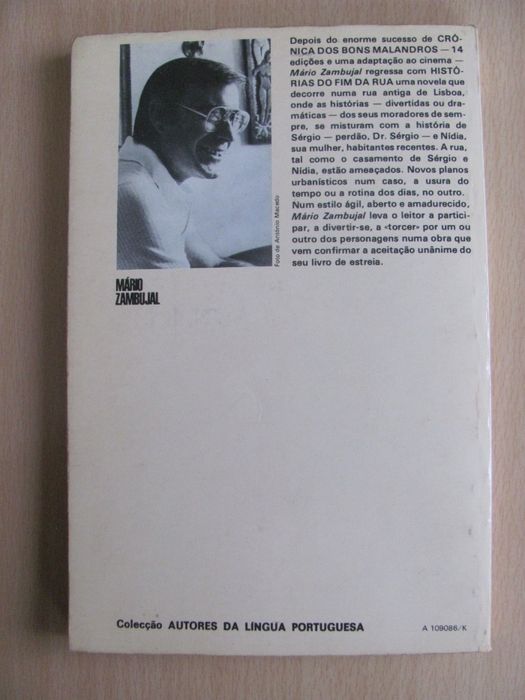 Depois do enorme sucesso de CRÓ-
NICA DOS BONS MALANDROS — 14
edições e uma adaptação ao cinema —
Mário Zambujal regressa com HISTÓ-
RIAS DO FIM DA RUA uma novela que
decorre numa rua antiga de Lisboa,
onde as histórias — divertidas ou dra-
máticas — dos seus moradores de sem-
pre, se misturam com a história de
Sérgio — perdão, Dr. Sérgio — e Nídia,
sua mulher, habitantes recentes. A rua,
tal como o casamento de Sérgio e
Nídia, estão ameaçados. Novos planos
urbanísticos num caso, a usura do
tempo ou a rotina dos dias, no outro.
Num estilo ágil, aberto e amadurecido,
Mário Zambujal leva o leitor a partici-
par, a divertir-se, a «torcer» por um ou
outro dos personagens numa obra que
vem confirmar a aceitação unânime do
seu livro de estreia.
Foto de António Macedo
MÁRIO
ZAMBUJAL
Colecção AUTORES DA LÍNGUA PORTUGUESA
A 109086/K